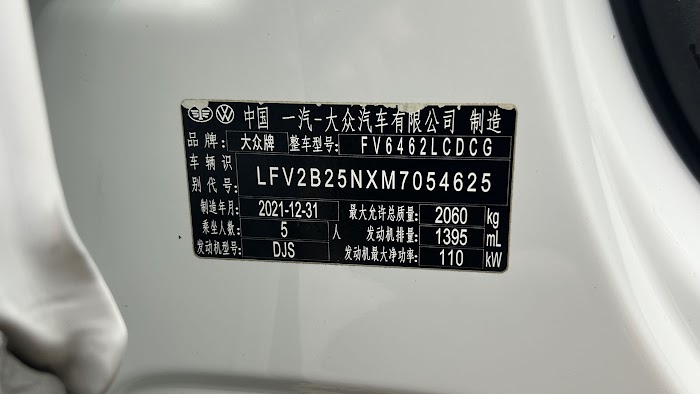 中国 一汽-大众汽车有限公司 制造
品牌: 大众牌 整车型号: FV6462LCDCG
车辆识别代号: LFV2B25NXM7054625
制造年月: 2021-12-31 最大允许总质量: 2060 kg
乘坐人数: 5 人 发动机排量: 1395 mL
发动机型号: DJS 发动机最大净功率: 110 kW